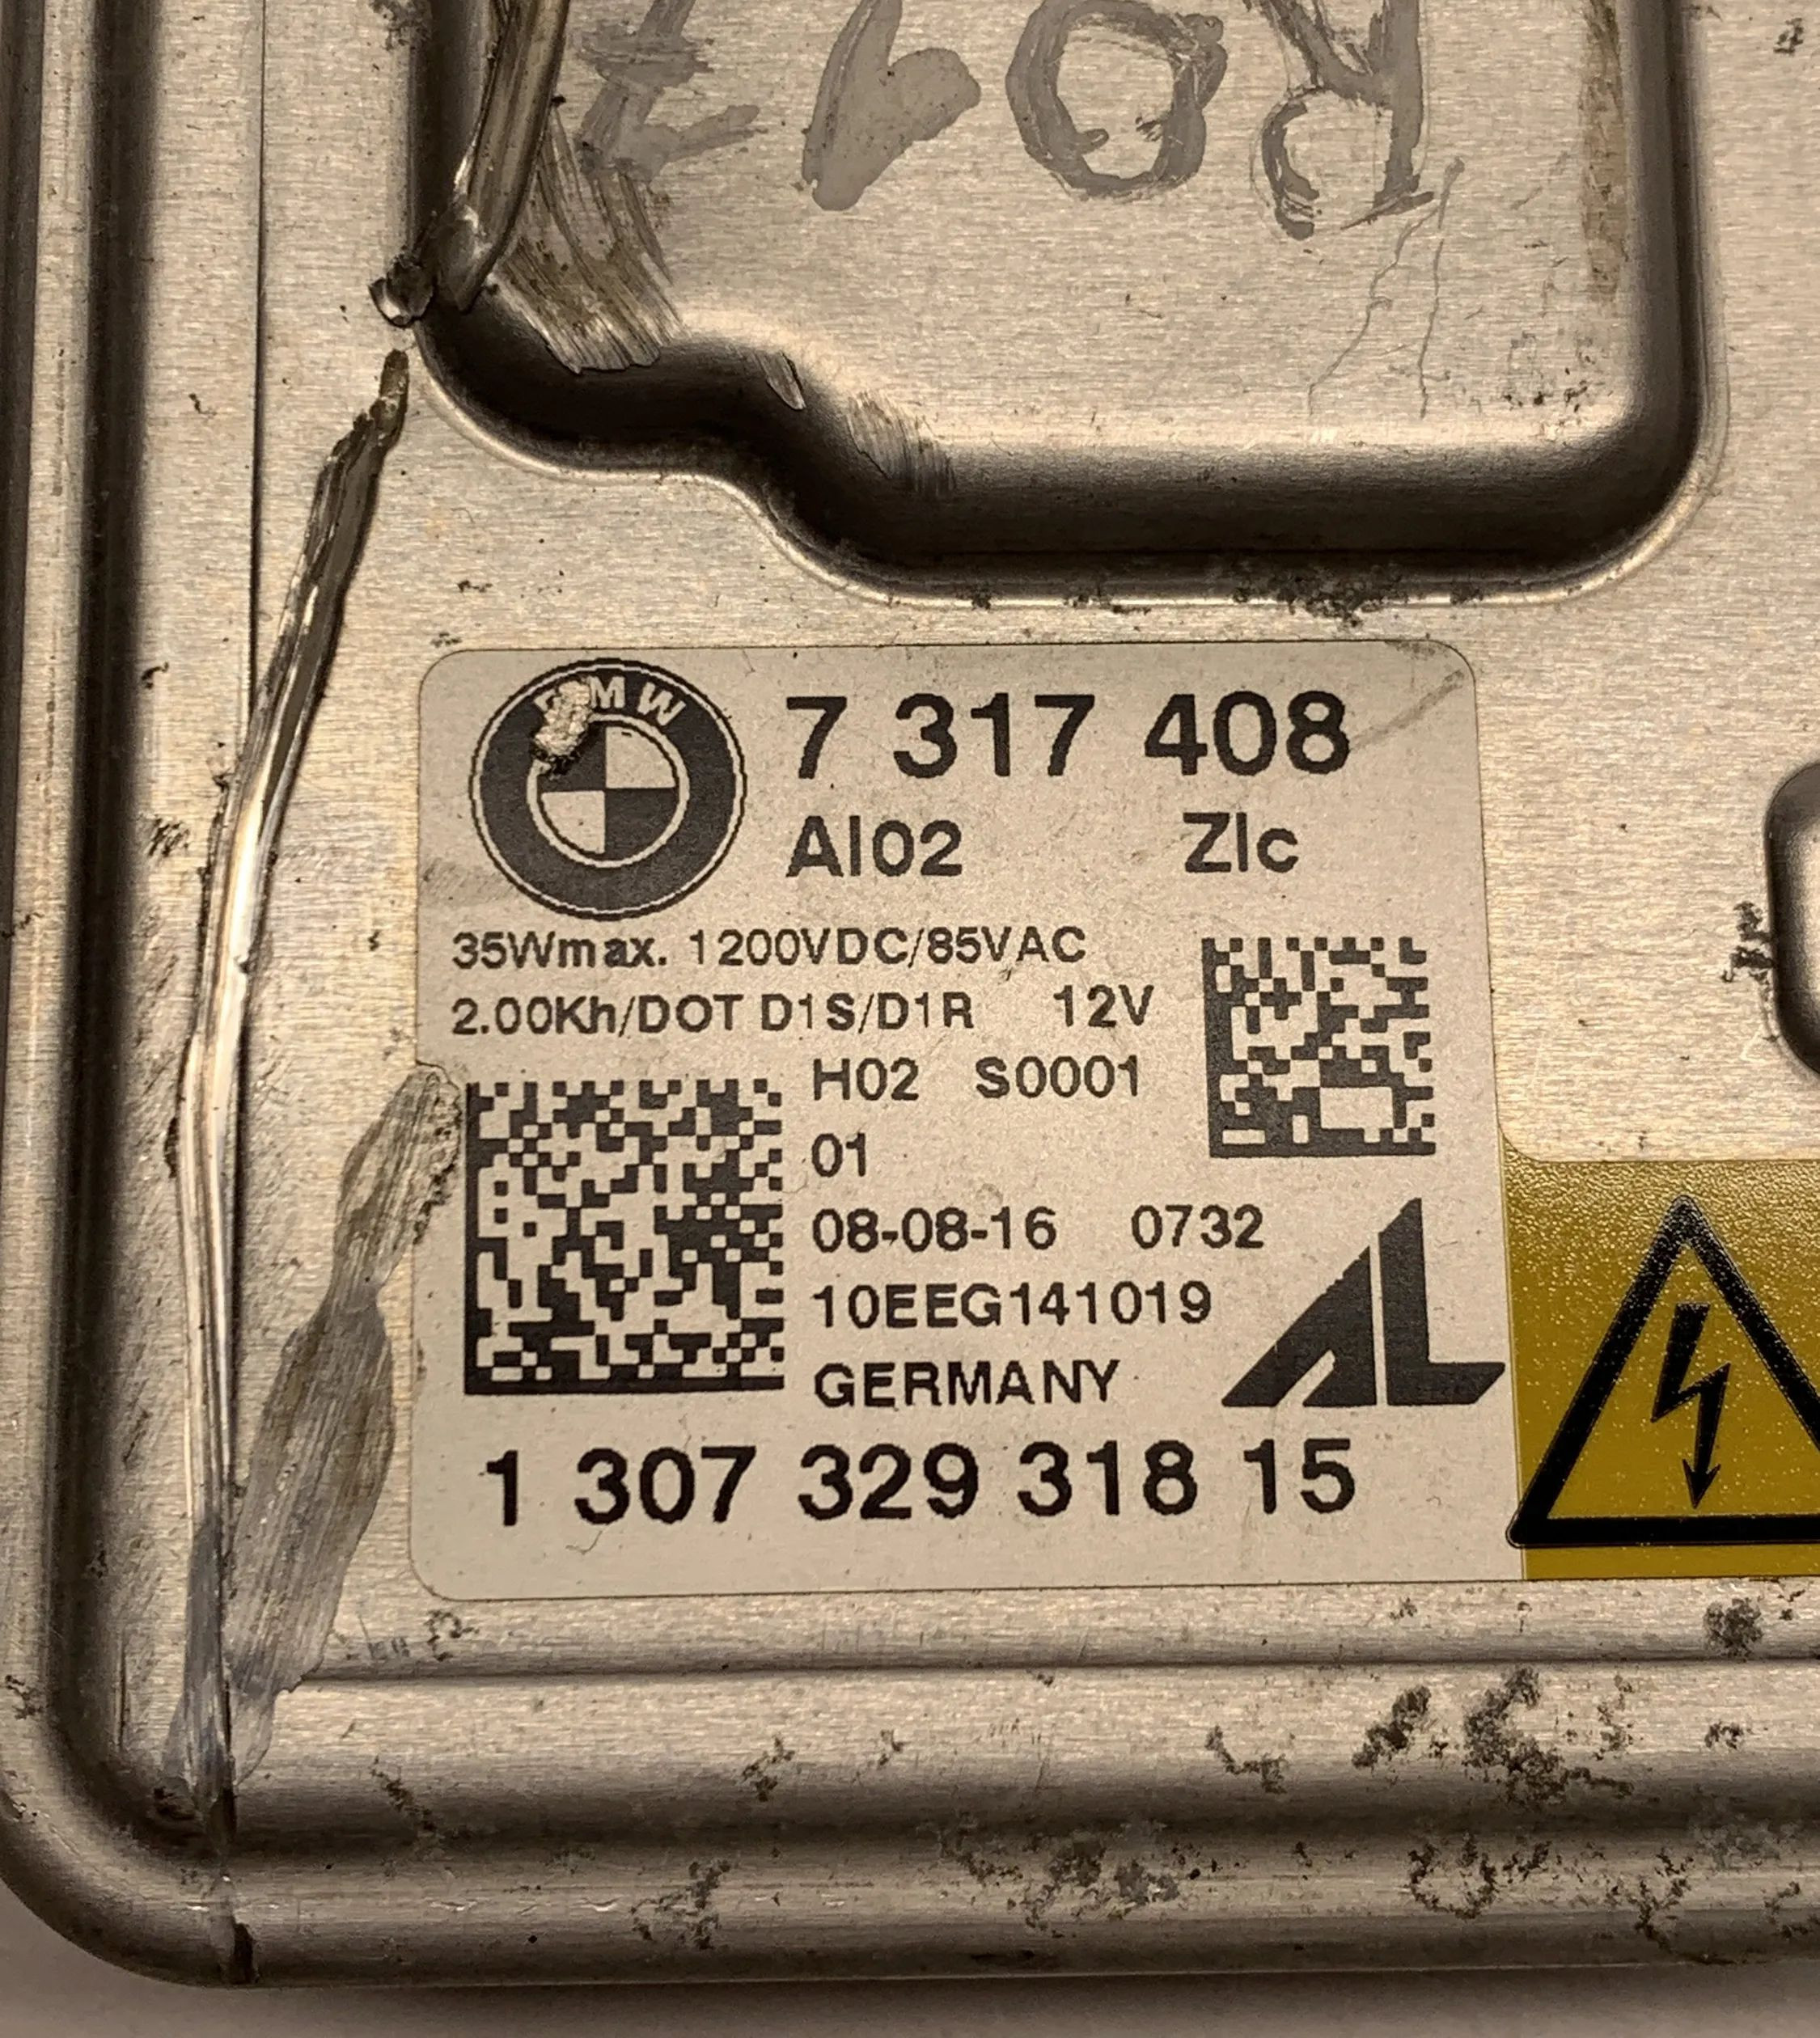 BMW
7 317 408
AI02 ZIc
35Wmax. 1200VDC/85VAC
2.00Kh/DOT D1S/D1R 12V
H02 S0001
01
08-08-16 0732
10EEG141019
GERMANY
AL
1 307 329 318 15